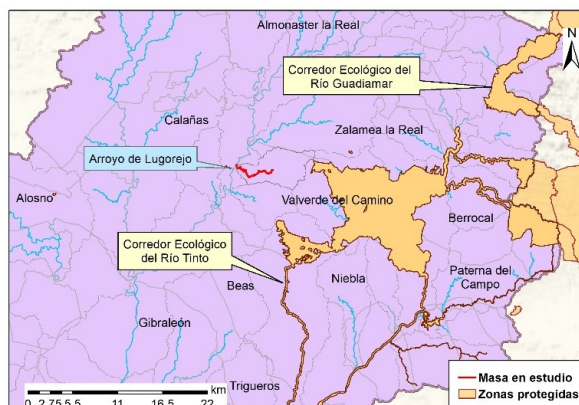 Almonaster la Real
N
Corredor Ecológico del
Río Guadiamar
Calañas
Zalamea la Real
Arroyo de Lugorejo
Alosno
Valverde del Camino
Berrocal
Corredor Ecológico
del Río Tinto
Beas
Niebla
Paterna del
Campo
Gibraleón
Trigueros
km
0 2,75 5,5 11 16,5 22
Masa en estudio
Zonas protegidas